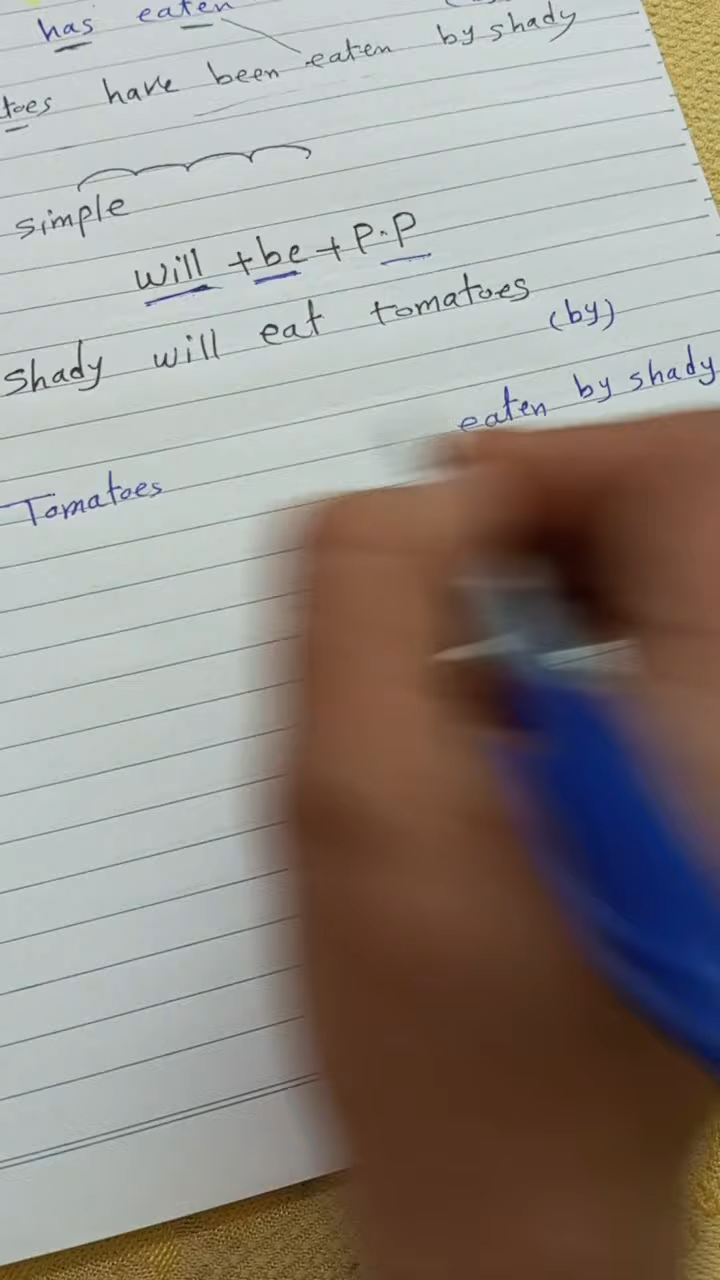 has eaten
toes have been eaten by shady
simple
will + be + P.P
Shady will eat tomatoes
(by)
Tomatoes eaten by shady